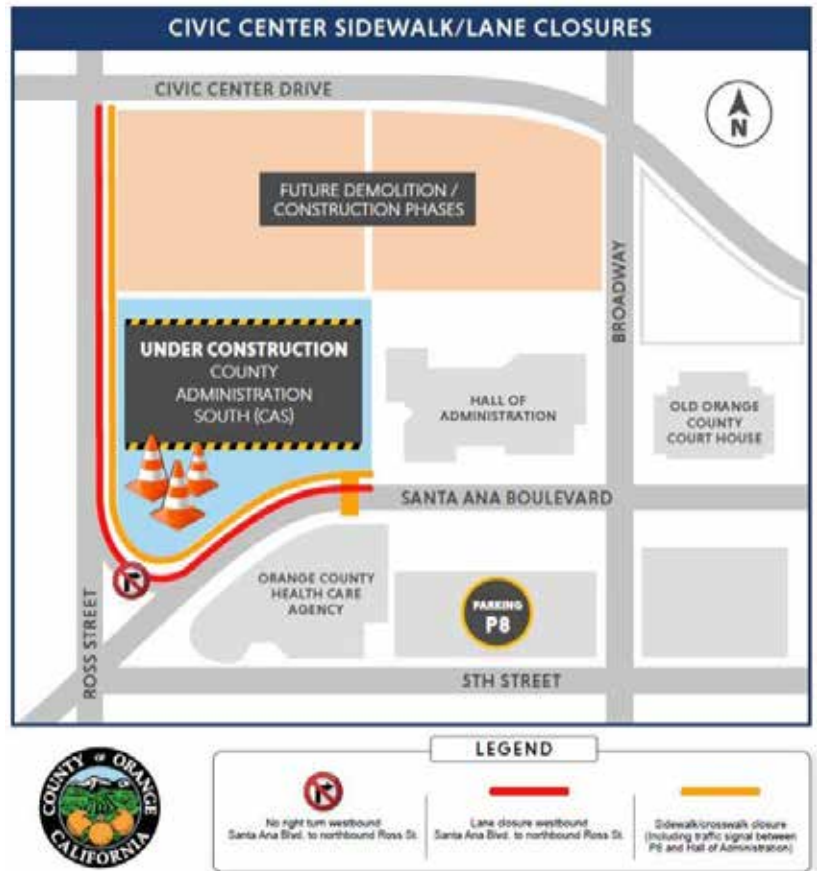 CIVIC CENTER SIDEWALK/LANE CLOSURES
CIVIC CENTER DRIVE
N
FUTURE DEMOLITION /
CONSTRUCTION PHASES
BROADWAY
UNDER CONSTRUCTION
COUNTY
ADMINISTRATION
SOUTH (CAS)
HALL OF
ADMINISTRATION
OLD ORANGE
COUNTY
COURT HOUSE
SANTA ANA BOULEVARD
ROSS STREET
ORANGE COUNTY
HEALTH CARE
AGENCY
PARKING
P8
5TH STREET
LEGEND
COUNTY OF ORANGE
CALIFORNIA
No right turn westbound
Santa Ana Blvd. to northbound Ross St.
Lane closure westbound
Santa Ana Blvd. to northbound Ross St.
Sidewalk/crosswalk closure
(Including traffic signal between
P8 and Hall of Administration)